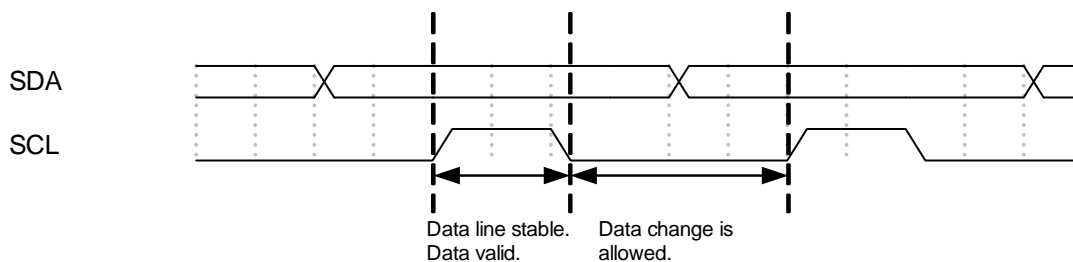 SDA
SCL
Data line stable.
Data valid.
Data change is
allowed.